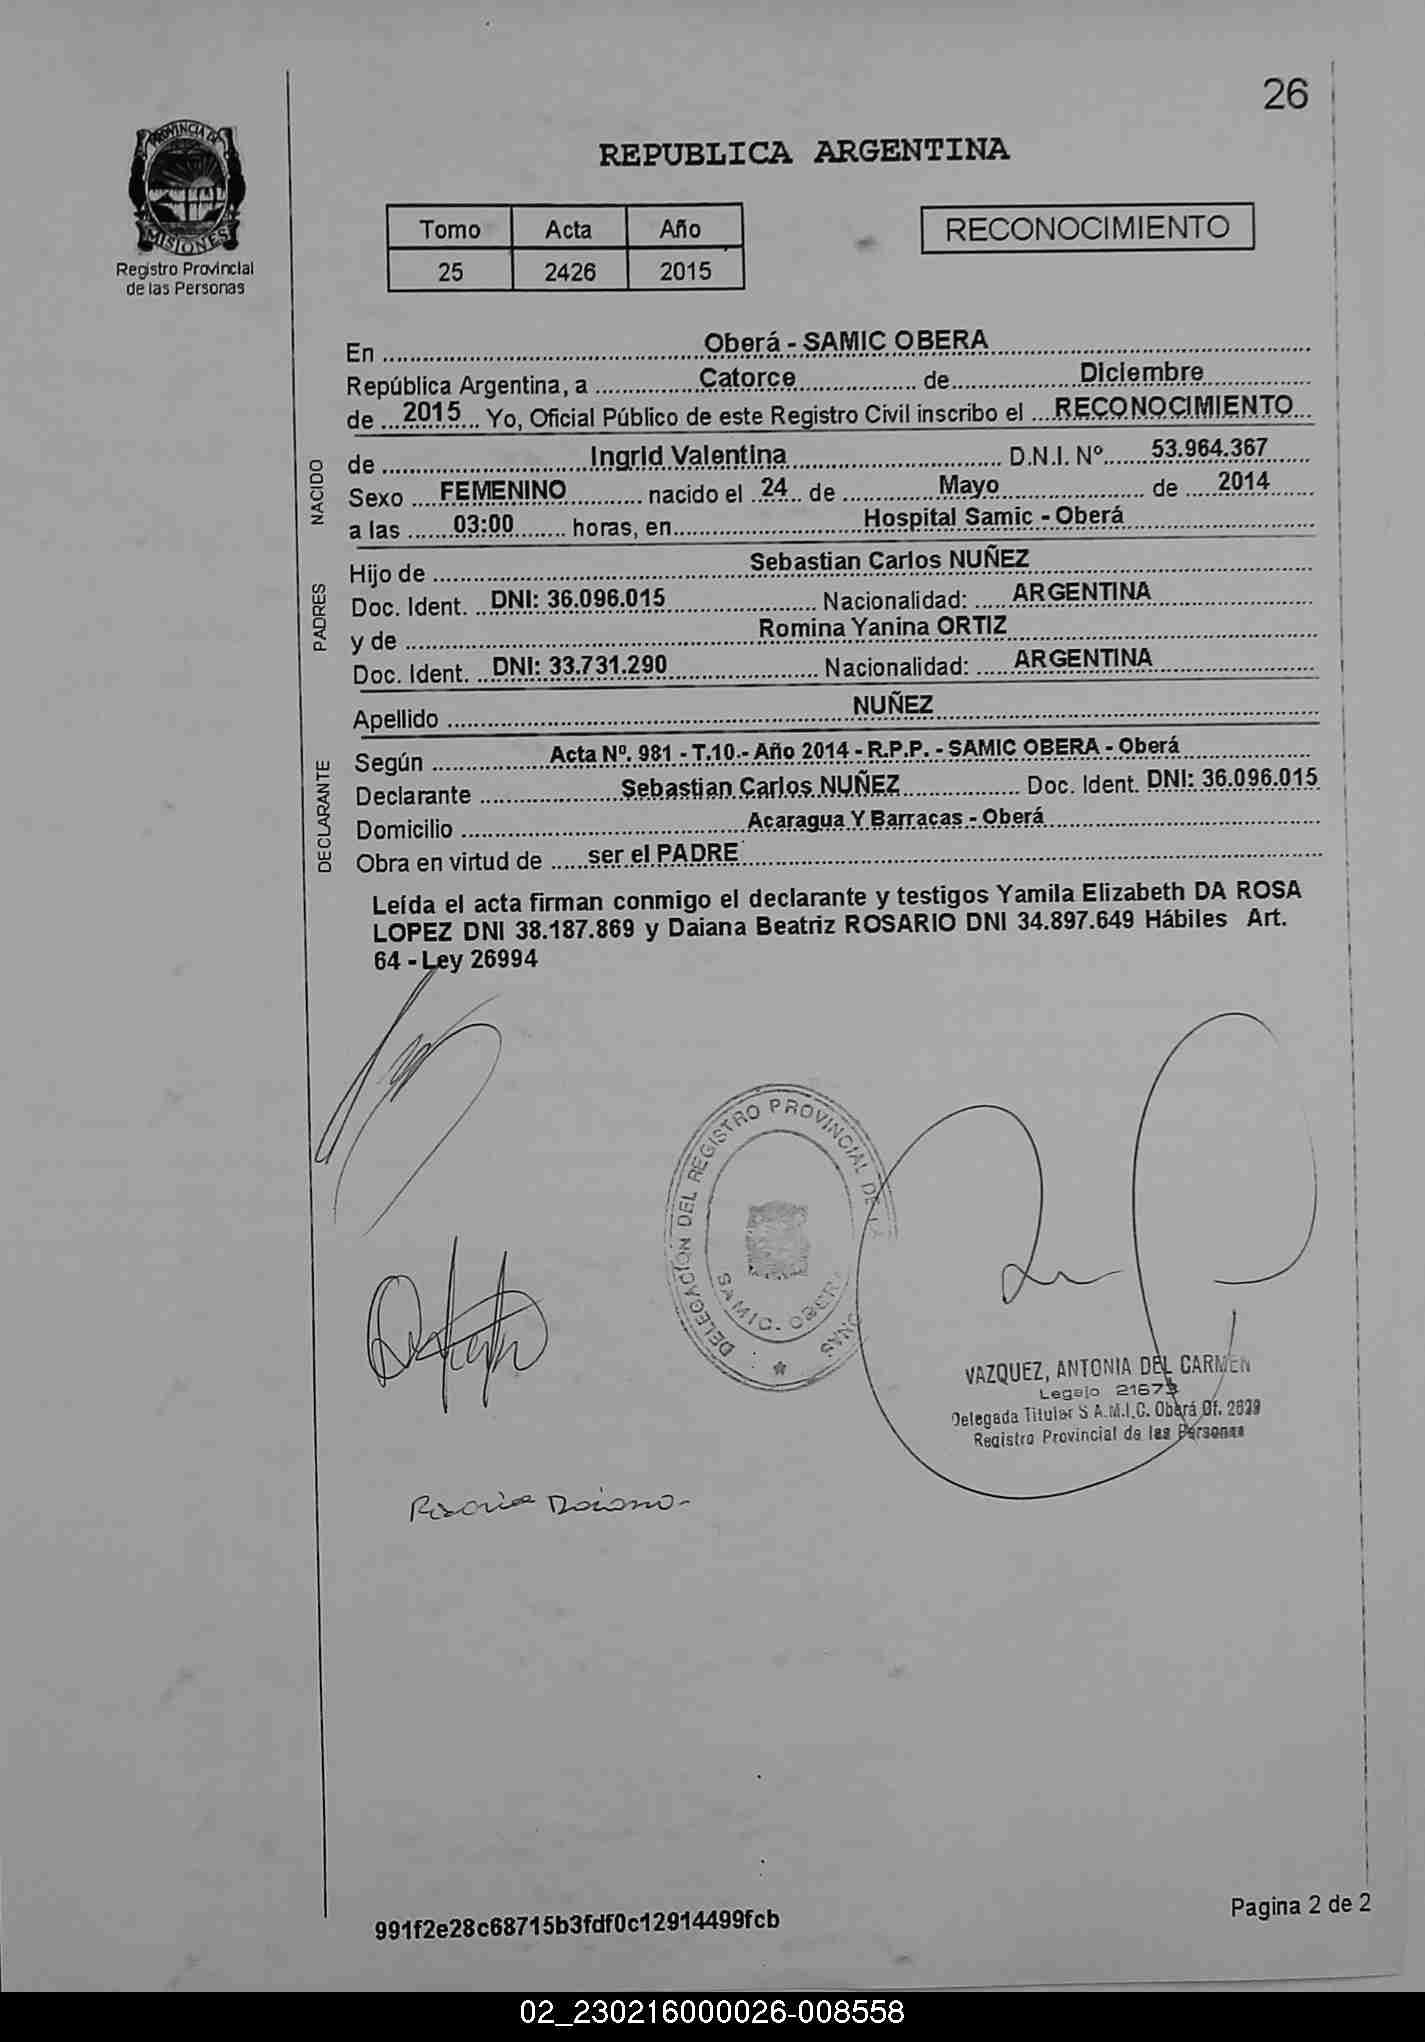 26
PROVINCIA DE
MISIONES
Registro Provincial
de las Personas
REPUBLICA ARGENTINA
Tomo Acta Año
25 2426 2015
RECONOCIMIENTO
En ........ Oberá - SAMIC OBERA ........
República Argentina, a ........ Catorce ........ de ........ Diciembre ........
de ... 2015 ... Yo, Oficial Público de este Registro Civil inscribo el ... RECONOCIMIENTO ...
NACIDO
de ........ Ingrid Valentina ........ D.N.I. Nº ........ 53.964.367 ........
Sexo .... FEMENINO ........ nacido el .. 24 .. de ........ Mayo ........ de ..... 2014 ......
a las ....... 03:00 ........ horas, en ........ Hospital Samic - Oberá ........
PADRES
Hijo de ........ Sebastian Carlos NUÑEZ ........
Doc. Ident. .. DNI: 36.096.015 ........ Nacionalidad: ..... ARGENTINA ........
y de ........ Romina Yanina ORTIZ ........
Doc. Ident. .. DNI: 33.731.290 ........ Nacionalidad: ..... ARGENTINA ........
Apellido ........ NUÑEZ ........
DECLARANTE
Según ........ Acta Nº. 981 - T.10.- Año 2014 - R.P.P. - SAMIC OBERA - Oberá ........
Declarante ........ Sebastian Carlos NUÑEZ ........ Doc. Ident. DNI: 36.096.015
Domicilio ........ Acaragua Y Barracas - Oberá ........
Obra en virtud de ..... ser el PADRE ........
Leída el acta firman conmigo el declarante y testigos Yamila Elizabeth DA ROSA
LOPEZ DNI 38.187.869 y Daiana Beatriz ROSARIO DNI 34.897.649 Hábiles Art.
64 - Ley 26994
DELEGACIÓN DEL REGISTRO PROVINCIAL DE
SAMIC. OBERA
VAZQUEZ, ANTONIA DEL CARMEN
Legajo 21673
Delegada Titular S.A.M.I.C. Oberá Of. 2629
Registro Provincial de las Personas
Rosario Daiana
991f2e28c68715b3fdf0c12914499fcb
Pagina 2 de 2
02_230216000026-008558